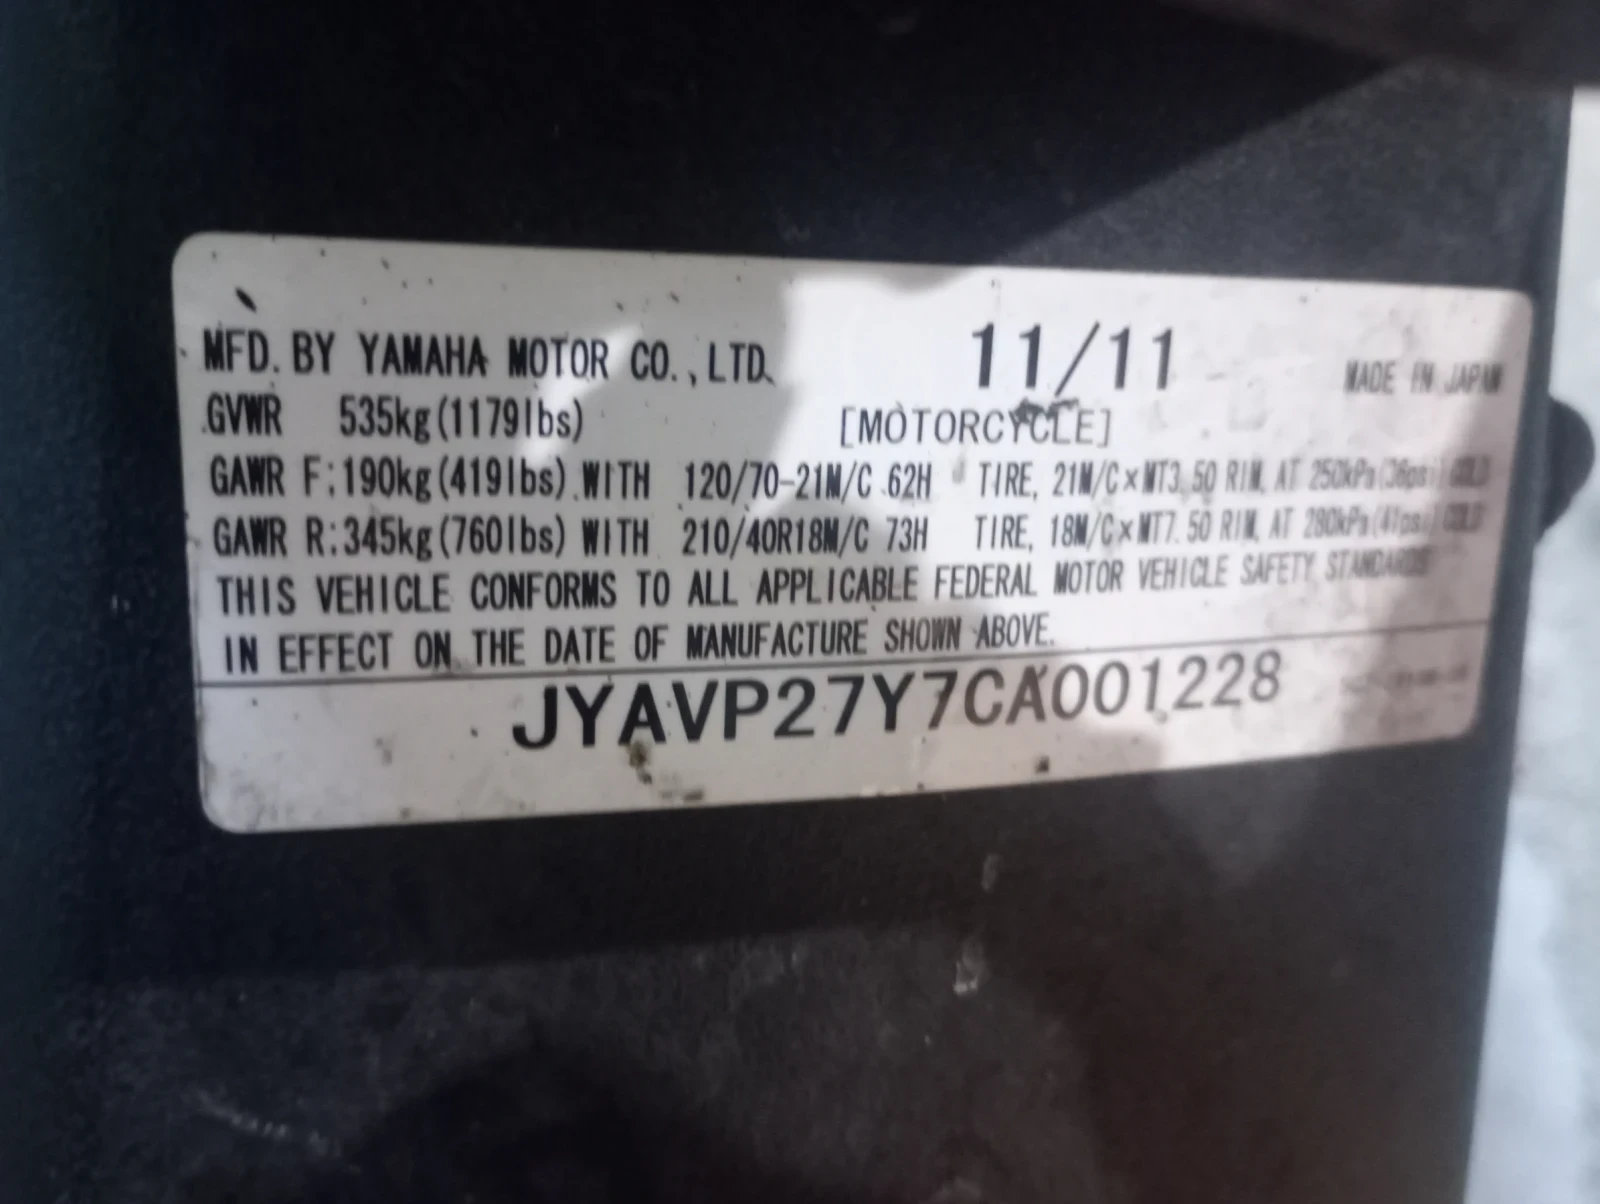 MFD. BY YAMAHA MOTOR CO., LTD. 11/11 MADE IN JAPAN
GVWR 535kg(1179lbs) [MOTORCYCLE]
GAWR F:190kg(419lbs) WITH 120/70-21M/C 62H TIRE, 21M/C×MT3.50 RIM, AT 250kPa(36psi) COLD
GAWR R:345kg(760lbs) WITH 210/40R18M/C 73H TIRE, 18M/C×MT7.50 RIM, AT 280kPa(41psi) COLD
THIS VEHICLE CONFORMS TO ALL APPLICABLE FEDERAL MOTOR VEHICLE SAFETY STANDARDS
IN EFFECT ON THE DATE OF MANUFACTURE SHOWN ABOVE.
JYAVP27Y7CA001228